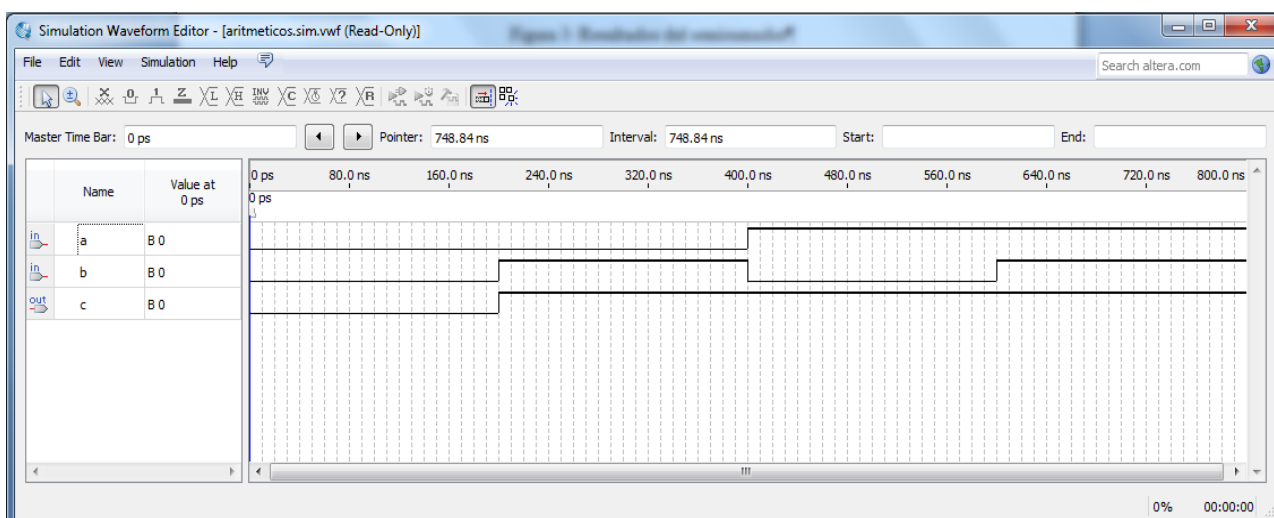 Simulation Waveform Editor - [aritmeticos.sim.vwf (Read-Only)]
File Edit View Simulation Help
Search altera.com
Master Time Bar: 0 ps Pointer: 748.84 ns Interval: 748.84 ns Start: End:
Name Value at 0 ps
0 ps 80.0 ns 160.0 ns 240.0 ns 320.0 ns 400.0 ns 480.0 ns 560.0 ns 640.0 ns 720.0 ns 800.0 ns
0 ps
in a B 0
in b B 0
out c B 0
0% 00:00:00